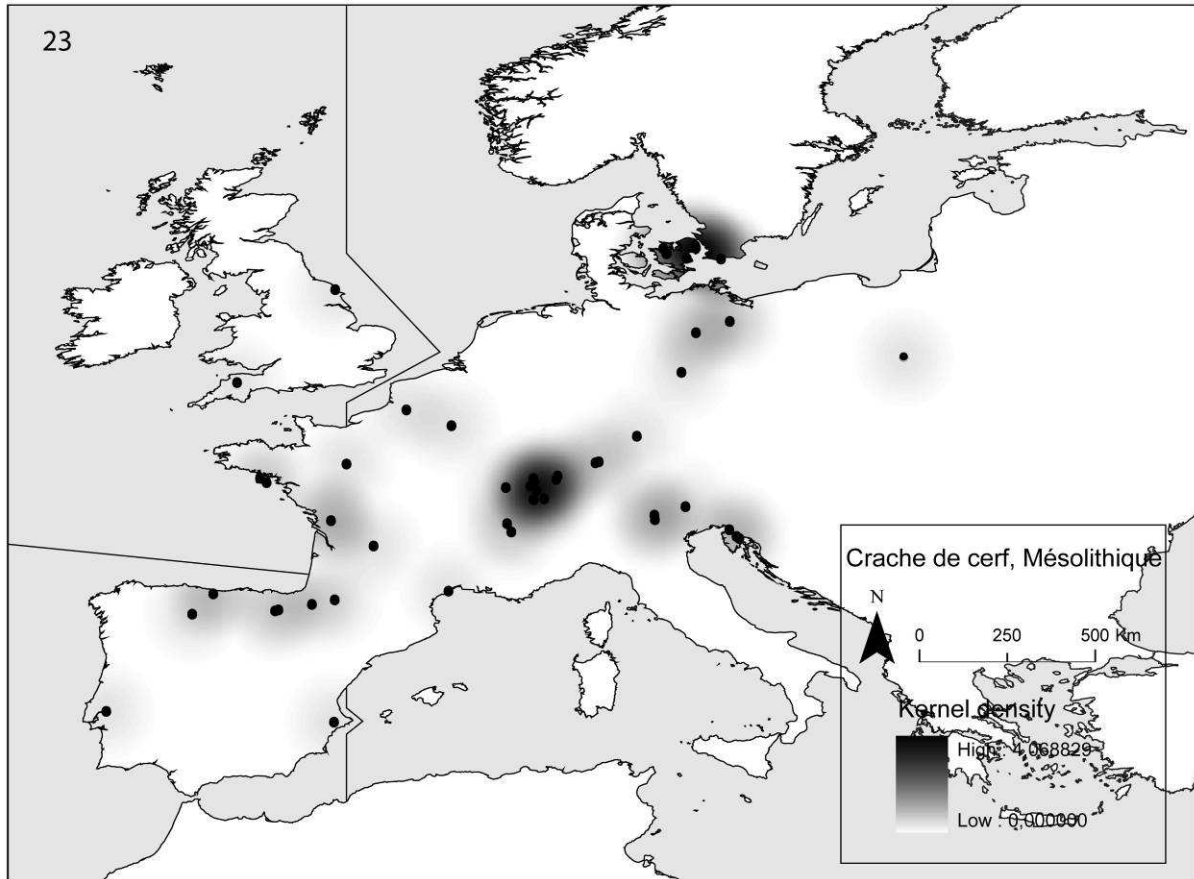 23
Crache de cerf, Mésolithique
N
0 250 500 Km
Kernel density
High : 4,068829
Low : 0,000000